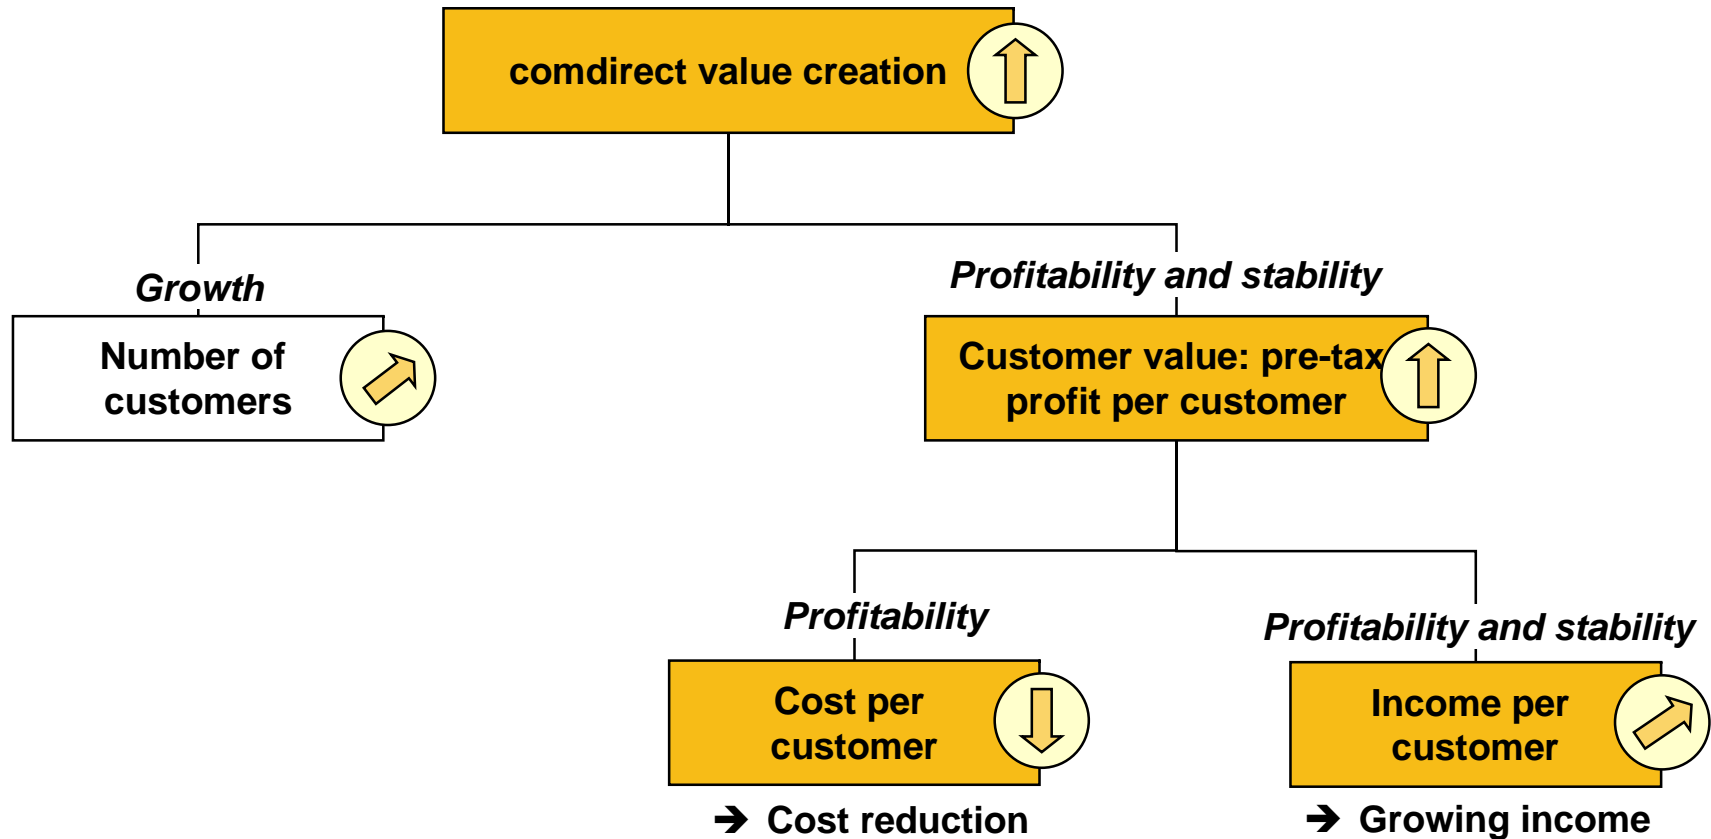 comdirect value creation
Growth
Number of
customers
Profitability and stability
Customer value: pre-tax
profit per customer
Profitability
Cost per
customer
➔ Cost reduction
Profitability and stability
Income per
customer
➔ Growing income